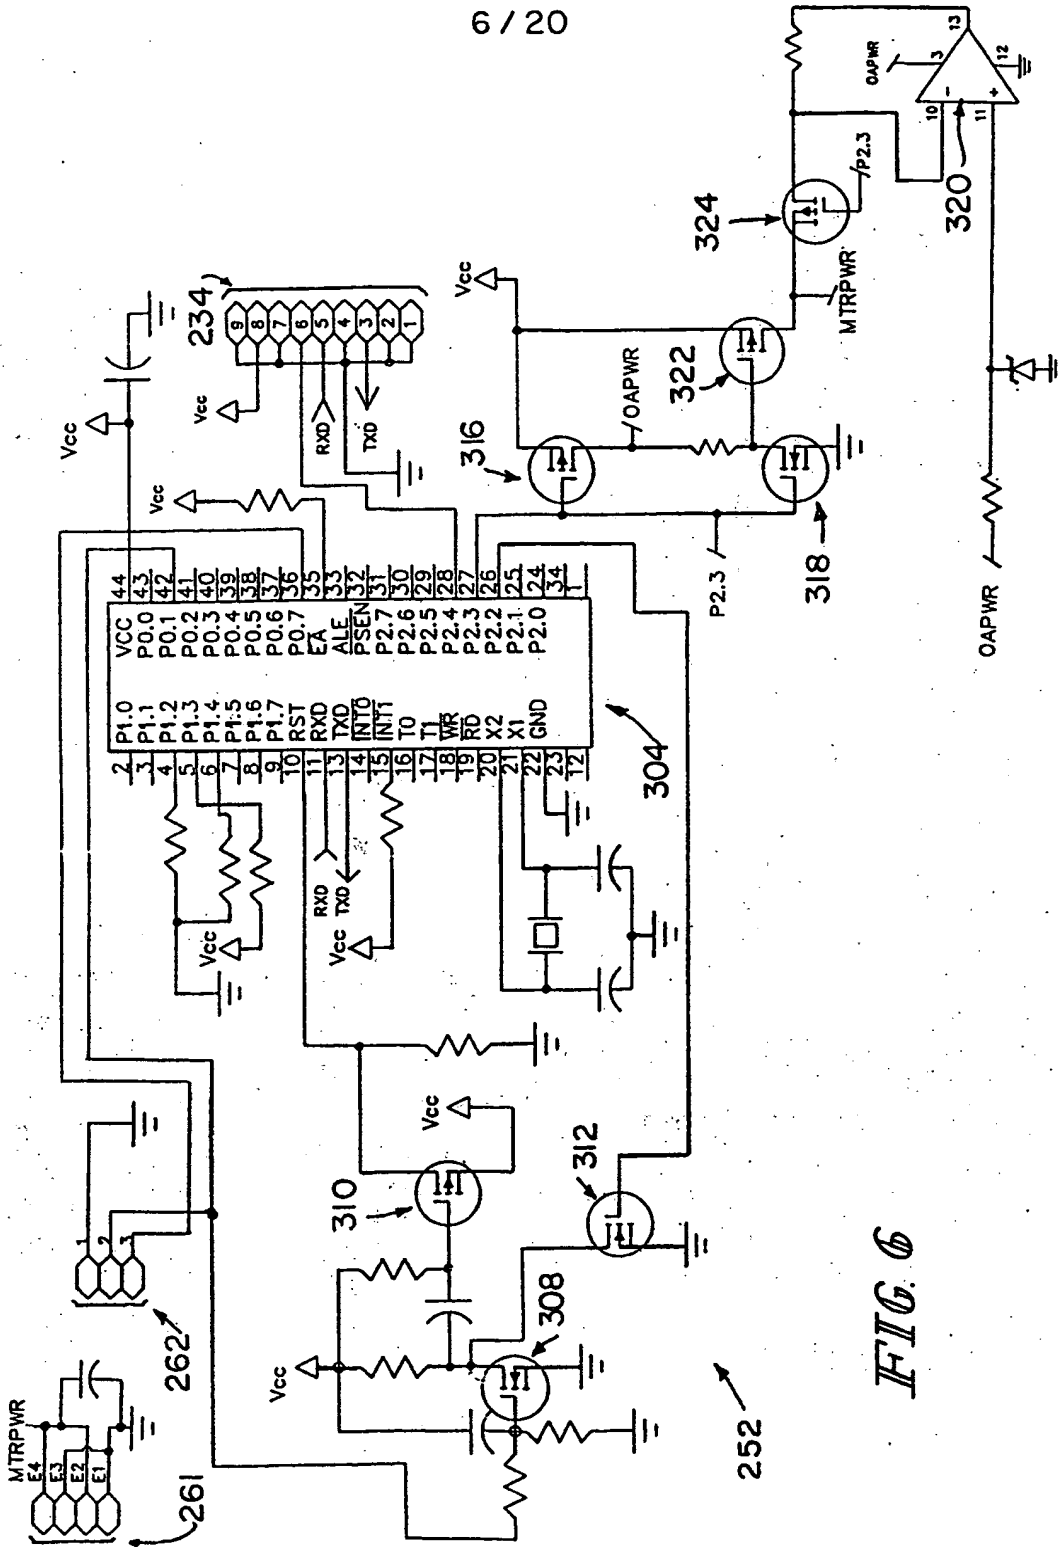 6/20
MTRPWR
E4
E3
E2
E1
261
1
2
3
262
Vcc
Vcc
234
9
8
7
6
5
4
3
2
1
Vcc
RXD
TXD
2 P1.0 VCC 44
3 P1.1 P0.0 43
4 P1.2 P0.1 42
5 P1.3 P0.2 41
6 P1.4 P0.3 40
7 P1.5 P0.4 39
8 P1.6 P0.5 38
9 P1.7 P0.6 37
10 RST P0.7 36
11 RXD EA 35
13 TXD ALE 33
14 INT0 PSEN 32
15 INT1 P2.7 31
16 T0 P2.6 30
17 T1 P2.5 29
18 WR P2.4 28
19 RD P2.3 27
20 X2 P2.2 26
21 X1 P2.1 25
22 GND P2.0 24
23 34
12 1
304
Vcc
RXD
TXD
Vcc
Vcc
310
Vcc
308
312
252
Vcc
316
OAPWR
322
318
P2.3
324
MTRPWR
P2.3
OAPWR
3
13
12
10
11
-
+
320
OAPWR
FIG. 6